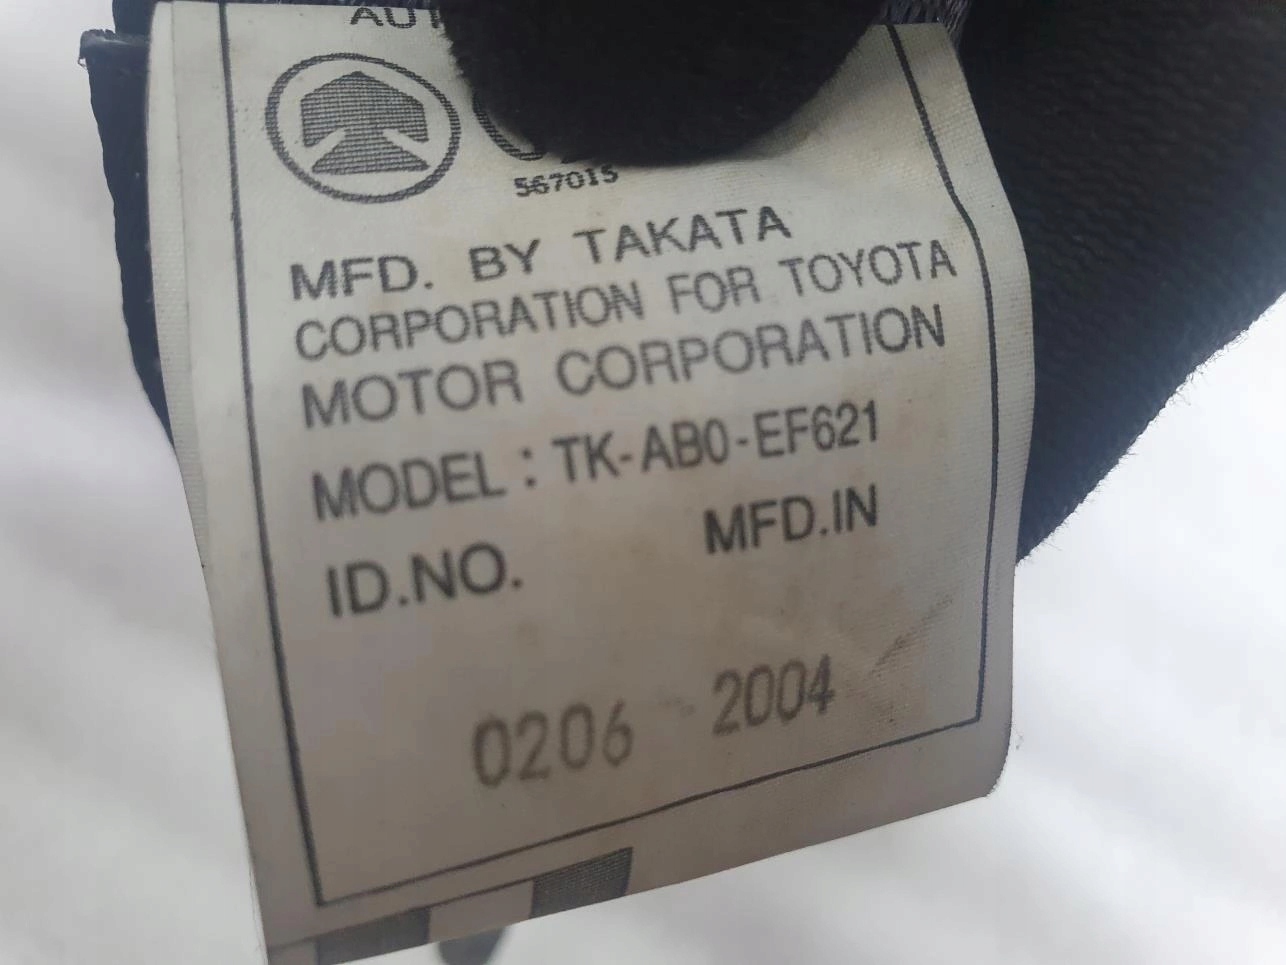 567015
MFD. BY TAKATA
CORPORATION FOR TOYOTA
MOTOR CORPORATION
MODEL : TK-AB0-EF621
ID.NO. MFD.IN
0206 2004